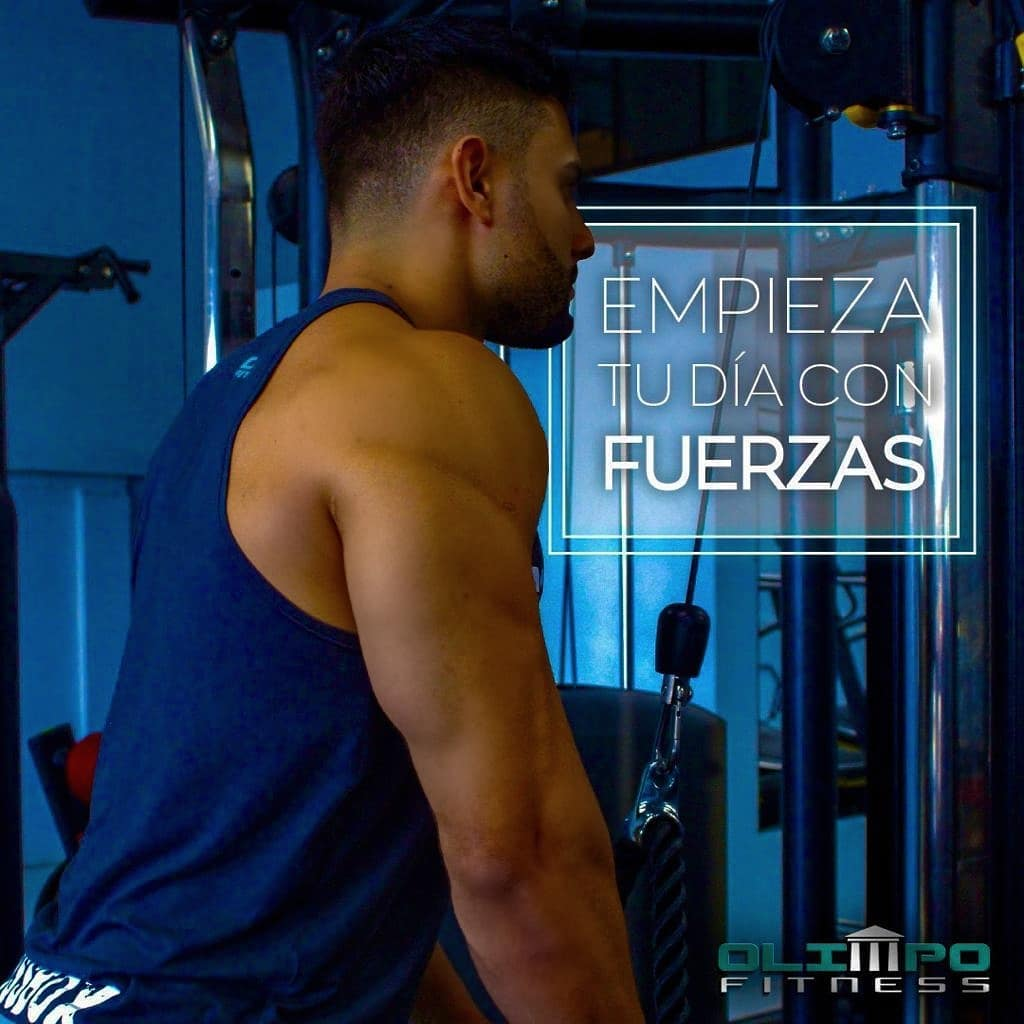 EMPIEZA
TU DÍA CON
FUERZAS
OLIMPO
FITNESS